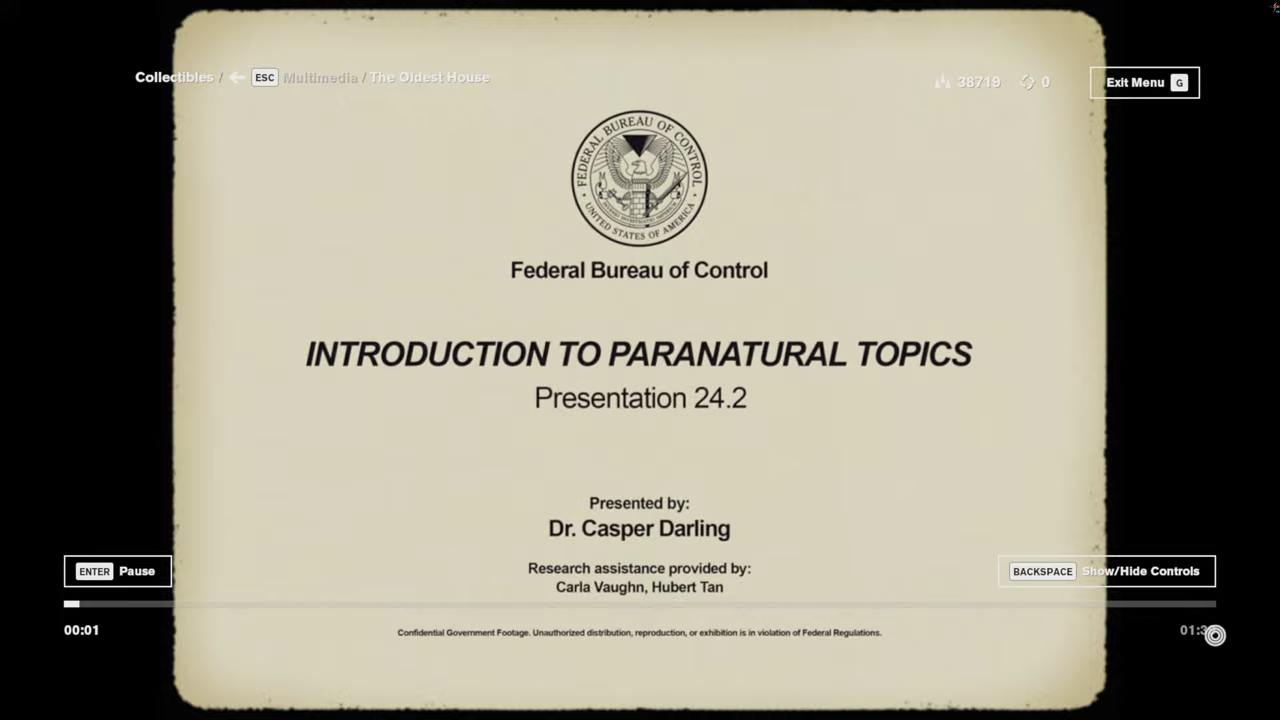 Collectibles / ESC Multimedia / The Oldest House
38719 0
Exit Menu G
FEDERAL BUREAU OF CONTROL
UNITED STATES OF AMERICA
Federal Bureau of Control
INTRODUCTION TO PARANATURAL TOPICS
Presentation 24.2
Presented by:
Dr. Casper Darling
Research assistance provided by:
Carla Vaughn, Hubert Tan
ENTER Pause
BACKSPACE Show/Hide Controls
00:01
Confidential Government Footage. Unauthorized distribution, reproduction, or exhibition is in violation of Federal Regulations.